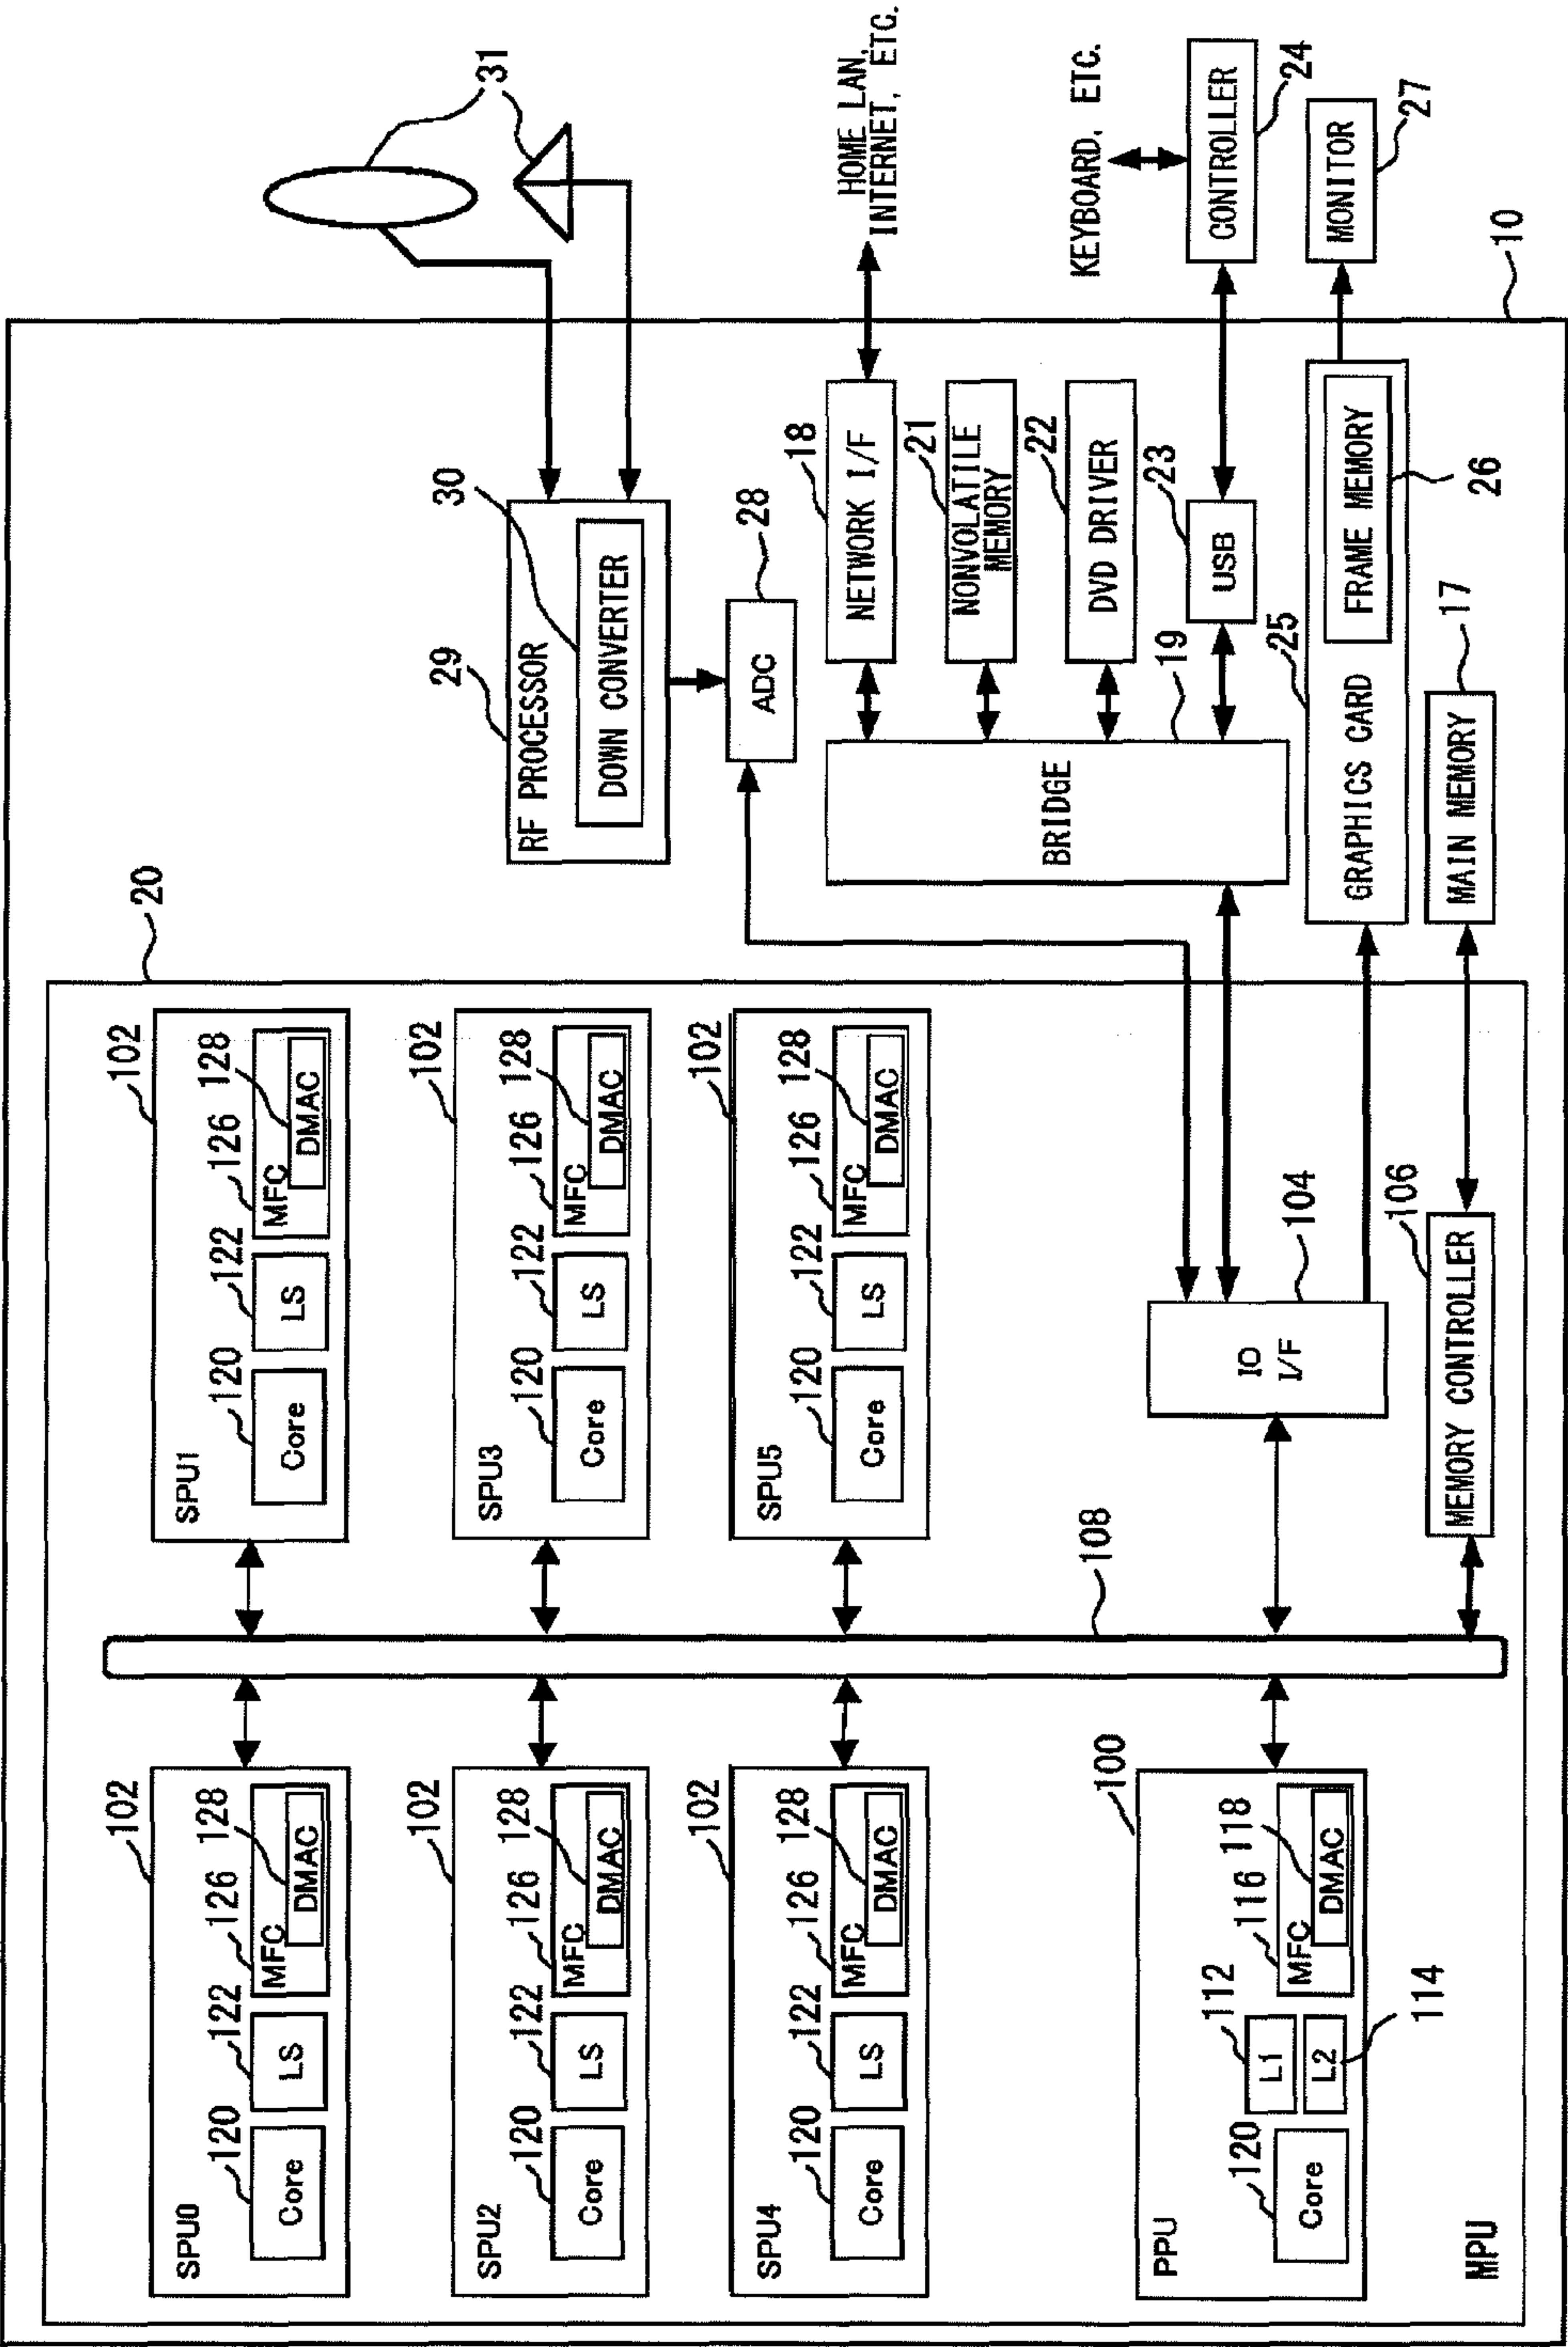 20
SPU0
102
120
Core
122
LS
126
MFC
128
DMAC
SPU1
102
120
Core
122
LS
126
MFC
128
DMAC
SPU2
102
120
Core
122
LS
126
MFC
128
DMAC
SPU3
102
120
Core
122
LS
126
MFC
128
DMAC
SPU4
102
120
Core
122
LS
126
MFC
128
DMAC
SPU5
102
120
Core
122
LS
126
MFC
128
DMAC
108
PPU
100
120
Core
112
L1
L2
114
116
MFC
118
DMAC
MPU
IO
I/F
104
106
MEMORY CONTROLLER
31
29
RF PROCESSOR
30
DOWN CONVERTER
28
ADC
BRIDGE
19
18
NETWORK I/F
HOME LAN,
INTERNET, ETC.
21
NONVOLATILE
MEMORY
22
DVD DRIVER
23
USB
KEYBOARD, ETC.
CONTROLLER
24
25
GRAPHICS CARD
FRAME MEMORY
26
MONITOR
27
MAIN MEMORY
17
10